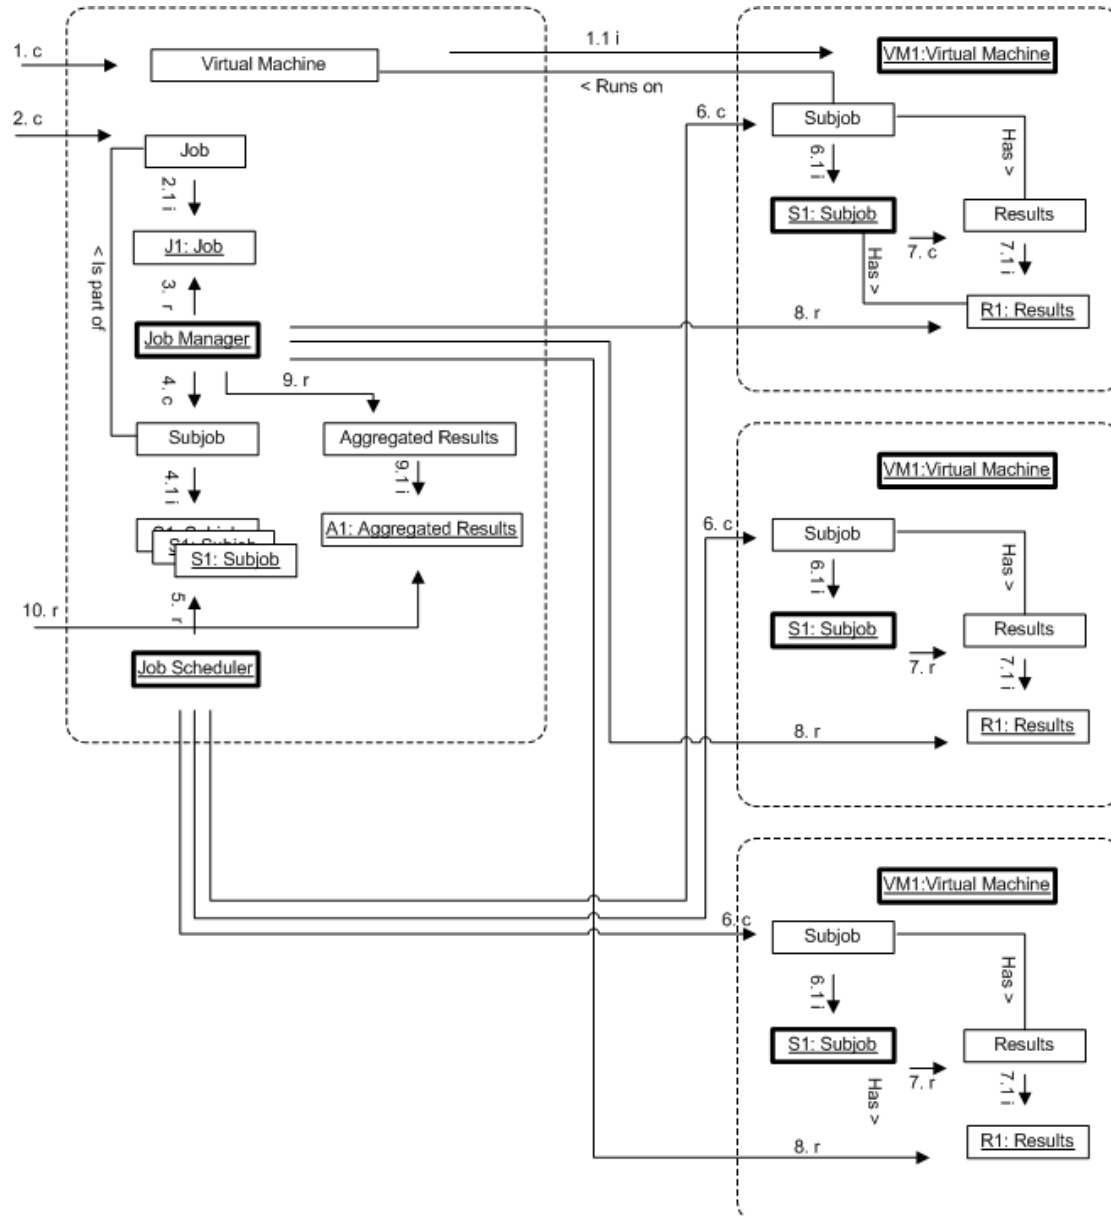 1. c
Virtual Machine
1.1 i
< Runs on
VM1:Virtual Machine
2. c
Job
2.1 i
J1: Job
< Is part of
3. r
Job Manager
4. c
9. r
Subjob
Aggregated Results
4.1 i
9.1 i
S1: Subjob
S1: Subjob
S1: Subjob
A1: Aggregated Results
5. r
10. r
Job Scheduler
6. c
Subjob
6.1 i
Has >
S1: Subjob
Results
7. c
Has >
7.1 i
8. r
R1: Results
VM1:Virtual Machine
6. c
Subjob
6.1 i
Has >
S1: Subjob
Results
7. r
7.1 i
8. r
R1: Results
VM1:Virtual Machine
6. c
Subjob
6.1 i
Has >
S1: Subjob
Results
7. r
Has >
7.1 i
8. r
R1: Results